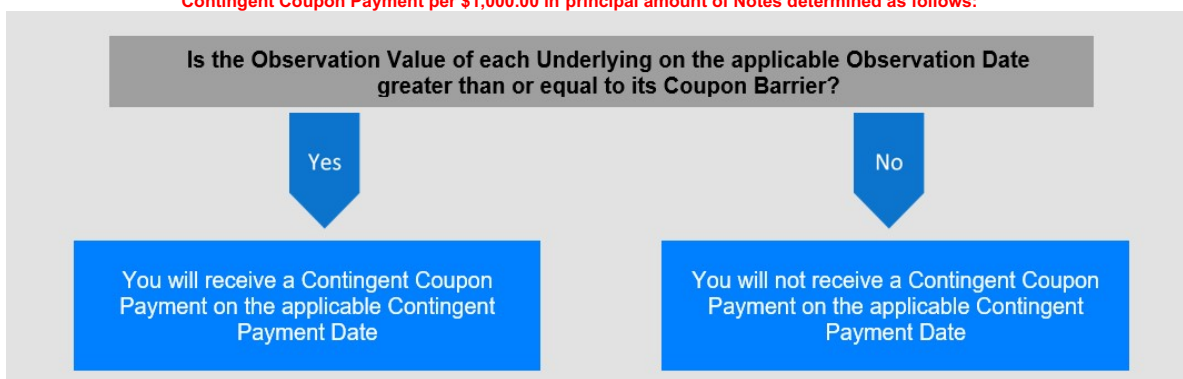 Contingent Coupon Payment per $1,000.00 in principal amount of Notes determined as follows:
Is the Observation Value of each Underlying on the applicable Observation Date
greater than or equal to its Coupon Barrier?
Yes
No
You will receive a Contingent Coupon
Payment on the applicable Contingent
Payment Date
You will not receive a Contingent Coupon
Payment on the applicable Contingent
Payment Date